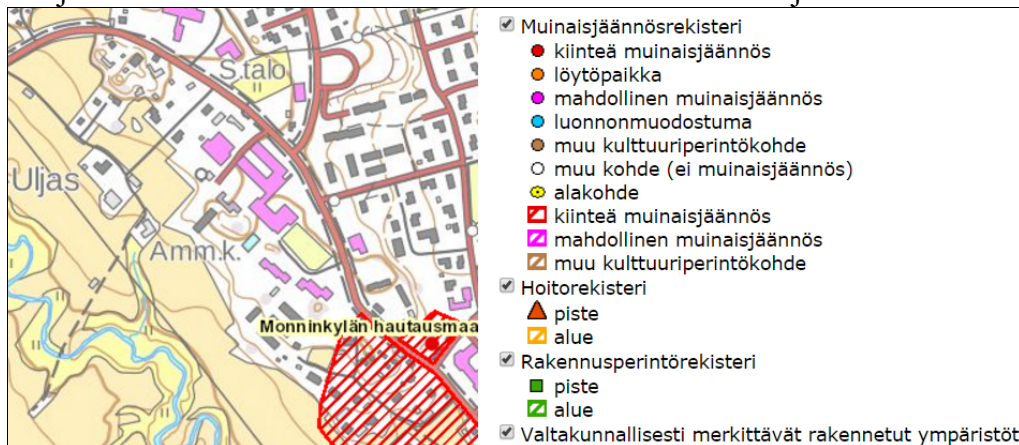 S.talo
Uljas
Amm.k.
Monninkylän hautausmaa
Muinaisjäännösrekisteri
kiinteä muinaisjäännös
löytöpaikka
mahdollinen muinaisjäännös
luonnonmuodostuma
muu kulttuuriperintökohde
muu kohde (ei muinaisjäännös)
alakohde
kiinteä muinaisjäännös
mahdollinen muinaisjäännös
muu kulttuuriperintökohde
Hoitorekisteri
piste
alue
Rakennusperintörekisteri
piste
alue
Valtakunnallisesti merkittävät rakennetut ympäristöt